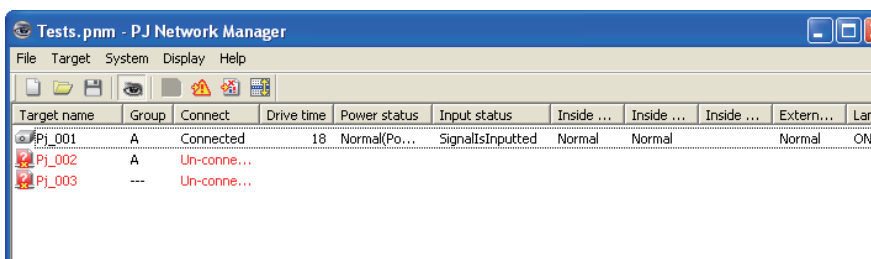 Tests.pnm - PJ Network Manager
File Target System Display Help
Target name Group Connect Drive time Power status Input status Inside ... Inside ... Inside ... Extern... Lar
Pj_001 A Connected 18 Normal(Po... SignalIsInputted Normal Normal Normal ON
Pj_002 A Un-conne...
Pj_003 --- Un-conne...